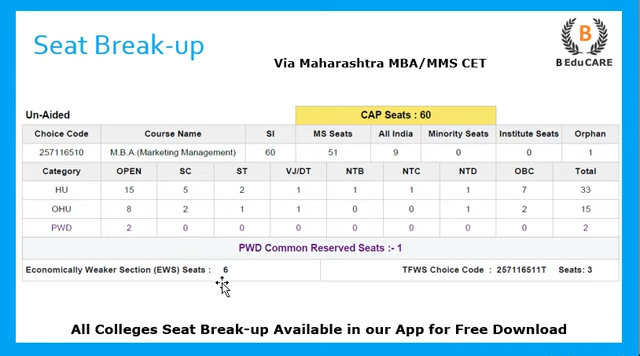 Seat Break-up
Via Maharashtra MBA/MMS CET
B
B EduCARE
Un-Aided
CAP Seats : 60
Choice Code Course Name SI MS Seats All India Minority Seats Institute Seats Orphan
257116510 M.B.A.(Marketing Management) 60 51 9 0 0 1
Category OPEN SC ST VJ/DT NTB NTC NTD OBC Total
HU 15 5 2 1 1 1 1 7 33
OHU 8 2 1 1 0 0 1 2 15
PWD 2 0 0 0 0 0 0 0 2
PWD Common Reserved Seats :- 1
Economically Weaker Section (EWS) Seats : 6 TFWS Choice Code : 257116511T Seats: 3
All Colleges Seat Break-up Available in our App for Free Download